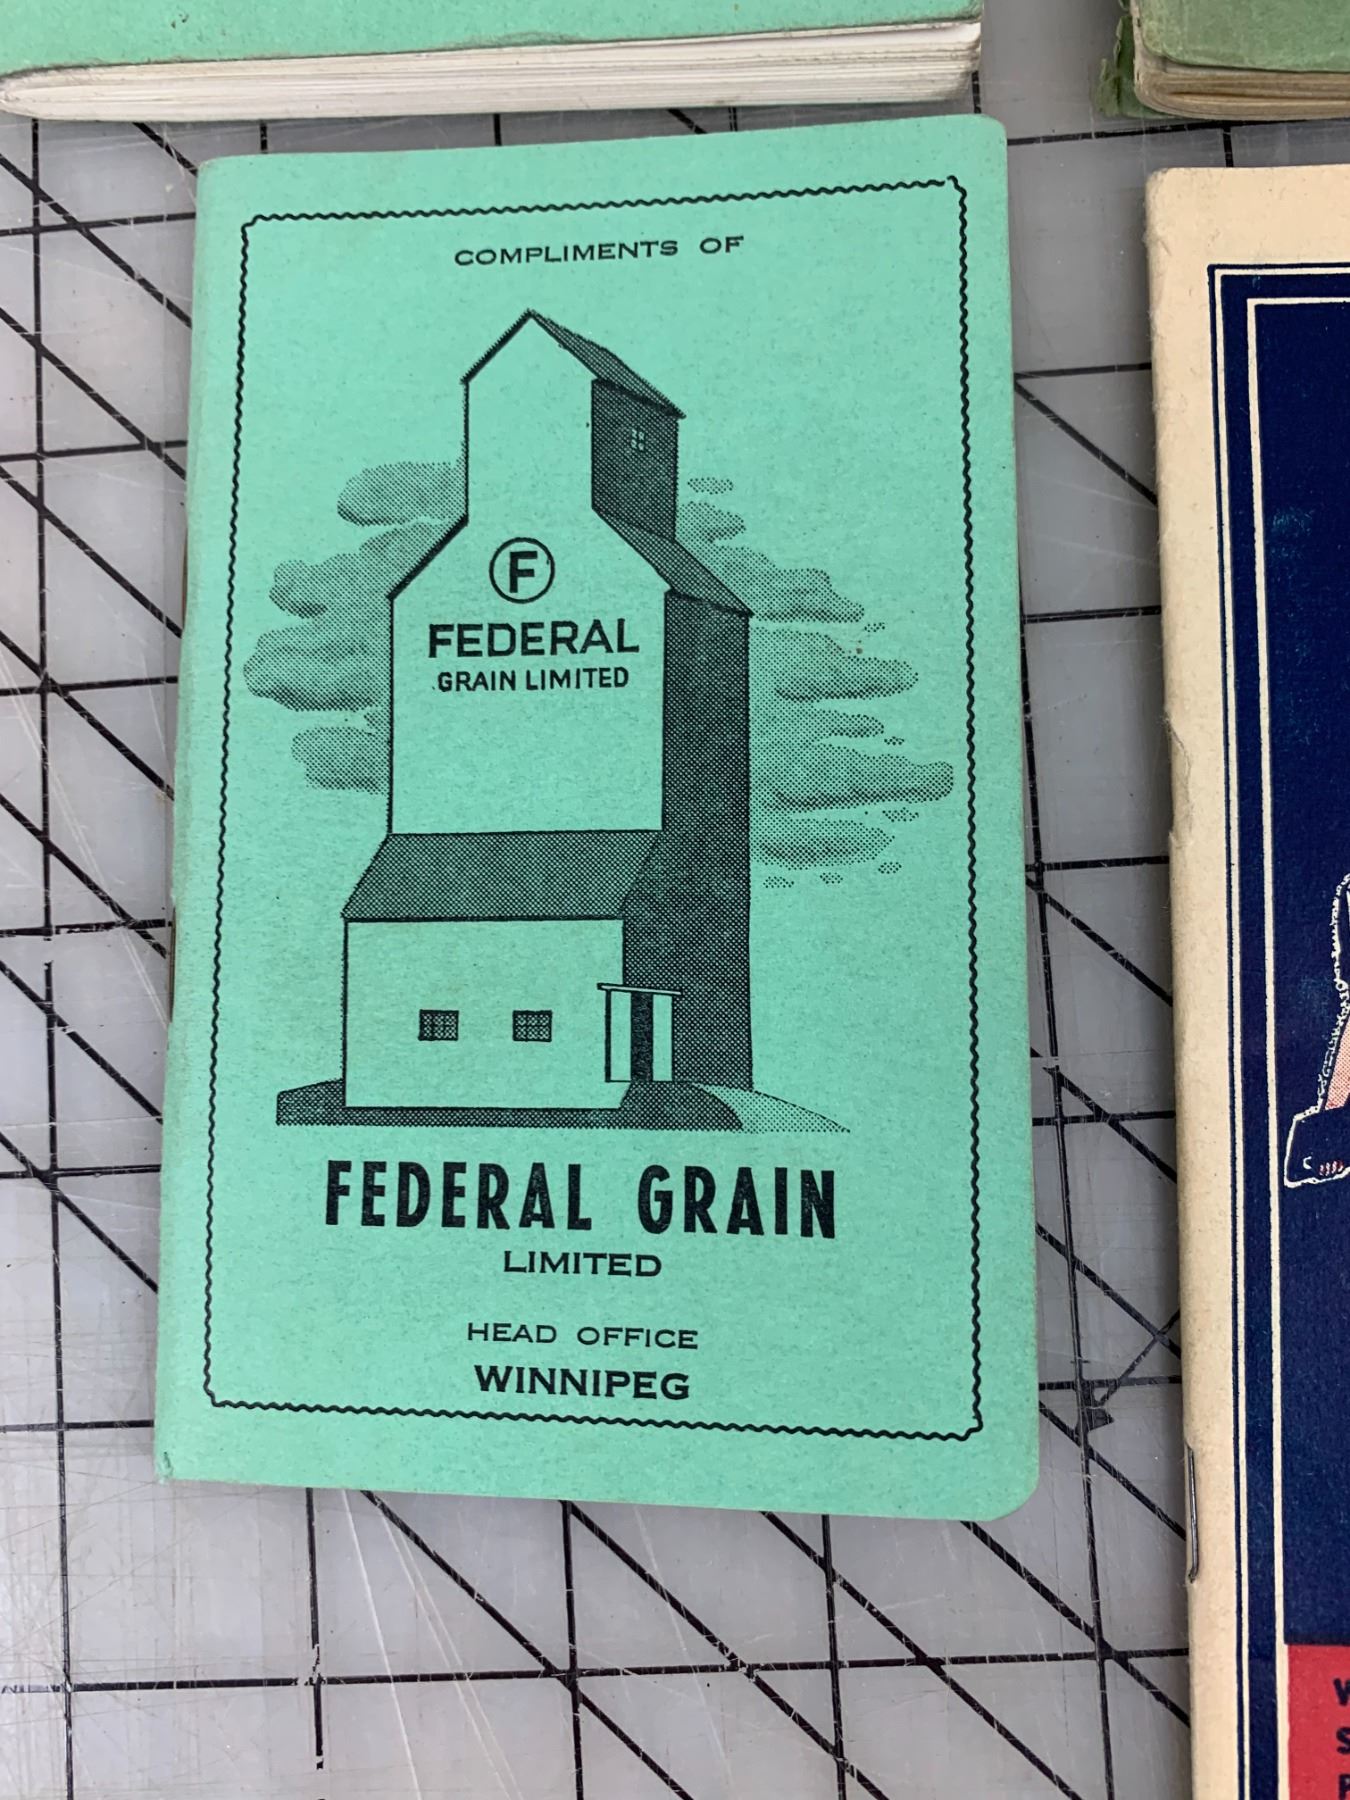 COMPLIMENTS OF
F
FEDERAL
GRAIN LIMITED
FEDERAL GRAIN
LIMITED
HEAD OFFICE
WINNIPEG